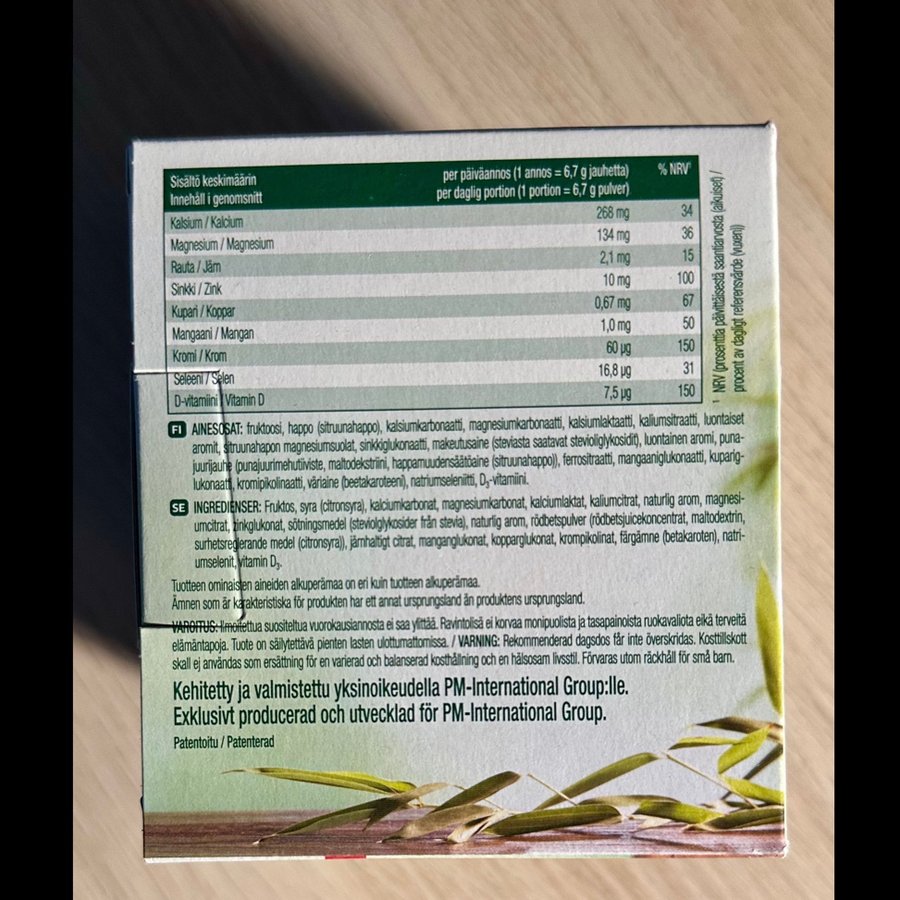 Sisältö keskimäärin per päiväannos (1 annos = 6,7 g jauhetta) % NRV¹
Innehåll i genomsnitt per daglig portion (1 portion = 6,7 g pulver)
Kalsium / Kalcium 268 mg 34
Magnesium / Magnesium 134 mg 36
Rauta / Järn 2,1 mg 15
Sinkki / Zink 10 mg 100
Kupari / Koppar 0,67 mg 67
Mangaani / Mangan 1,0 mg 50
Kromi / Krom 60 µg 150
Seleeni / Selen 16,8 µg 31
D-vitamiini / Vitamin D 7,5 µg 150
¹ NRV (prosenttia päivittäisestä saantiarvosta (aikuiset) /
procent av dagligt referensvärde (vuxen))
FI AINESOSAT: fruktoosi, happo (sitruunahappo), kalsiumkarbonaatti, magnesiumkarbonaatti, kalsiumlaktaatti, kaliumsitraatti, luontaiset
aromit, sitruunahapon magnesiumsuolat, sinkkiglukonaatti, makeutusaine (steviasta saatavat stevioliglykosidit), luontainen aromi, puna-
juurijauhe (punajuurimehutiiviste, maltodekstriini, happamuudensäätöaine (sitruunahappo)), ferrositraatti, mangaaniglukonaatti, kuparig-
lukonaatti, kromipikolinaatti, väriaine (beetakaroteeni), natriumseleniitti, D₃-vitamiini.
SE INGREDIENSER: Fruktos, syra (citronsyra), kalciumkarbonat, magnesiumkarbonat, kalciumlaktat, kaliumcitrat, naturlig arom, magnesi-
umcitrat, zinkglukonat, sötningsmedel (steviolglykosider från stevia), naturlig arom, rödbetspulver (rödbetsjuicekoncentrat, maltodextrin,
surhetsreglerande medel (citronsyra)), järnhaltigt citrat, manganglukonat, kopparglukonat, krompikolinat, färgämne (betakaroten), natri-
umselenit, vitamin D₃.
Tuotteen ominaisten aineiden alkuperämaa on eri kuin tuotteen alkuperämaa.
Ämnen som är karakteristiska för produkten har ett annat ursprungsland än produktens ursprungsland.
VAROITUS: Ilmoitettua suositeltua vuorokausiannosta ei saa ylittää. Ravintolisä ei korvaa monipuolista ja tasapainoista ruokavaliota eikä terveitä
elämäntapoja. Tuote on säilytettävä pienten lasten ulottumattomissa. / VARNING: Rekommenderad dagsdos får inte överskridas. Kosttillskott
skall ej användas som ersättning för en varierad och balanserad kosthållning och en hälsosam livsstil. Förvaras utom räckhåll för små barn.
Kehitetty ja valmistettu yksinoikeudella PM-International Group:lle.
Exklusivt producerad och utvecklad för PM-International Group.
Patentoitu / Patenterad